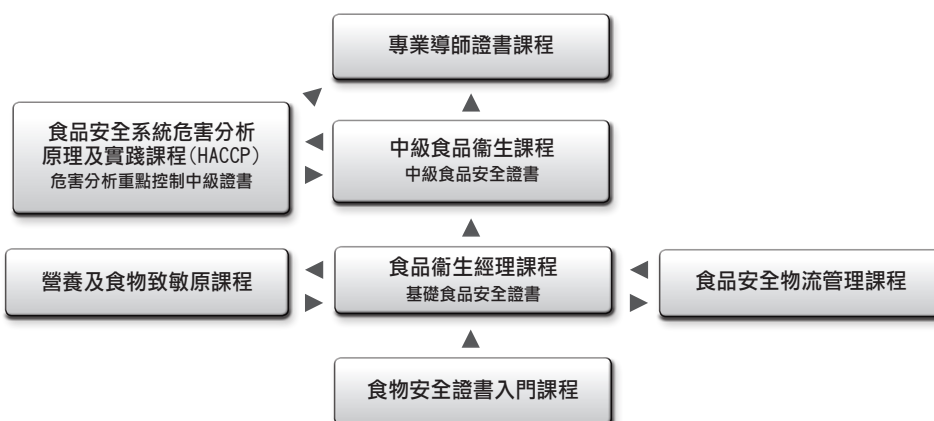 專業導師證書課程
食品安全系統危害分析
原理及實踐課程(HACCP)
危害分析重點控制中級證書
中級食品衞生課程
中級食品安全證書
營養及食物致敏原課程
食品衞生經理課程
基礎食品安全證書
食品安全物流管理課程
食物安全證書入門課程